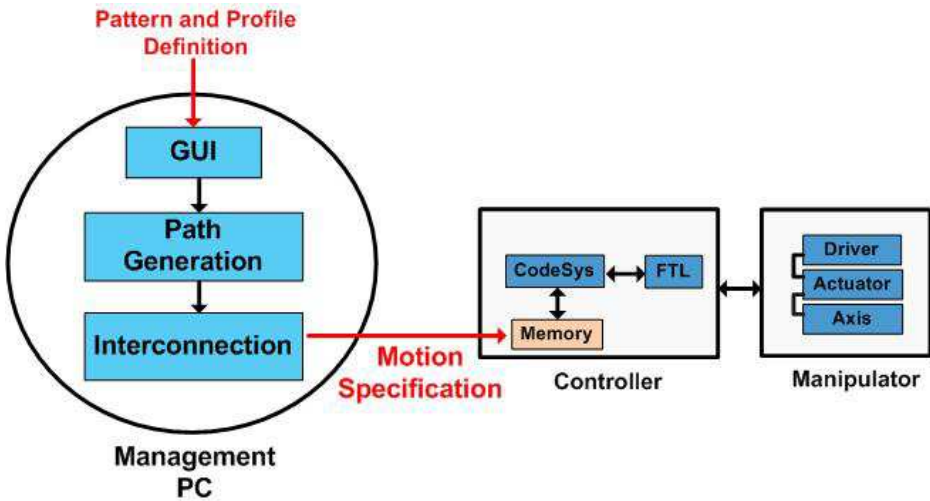 Pattern and Profile
Definition
GUI
Path
Generation
Interconnection
Management
PC
Motion
Specification
CodeSys
FTL
Memory
Controller
Driver
Actuator
Axis
Manipulator